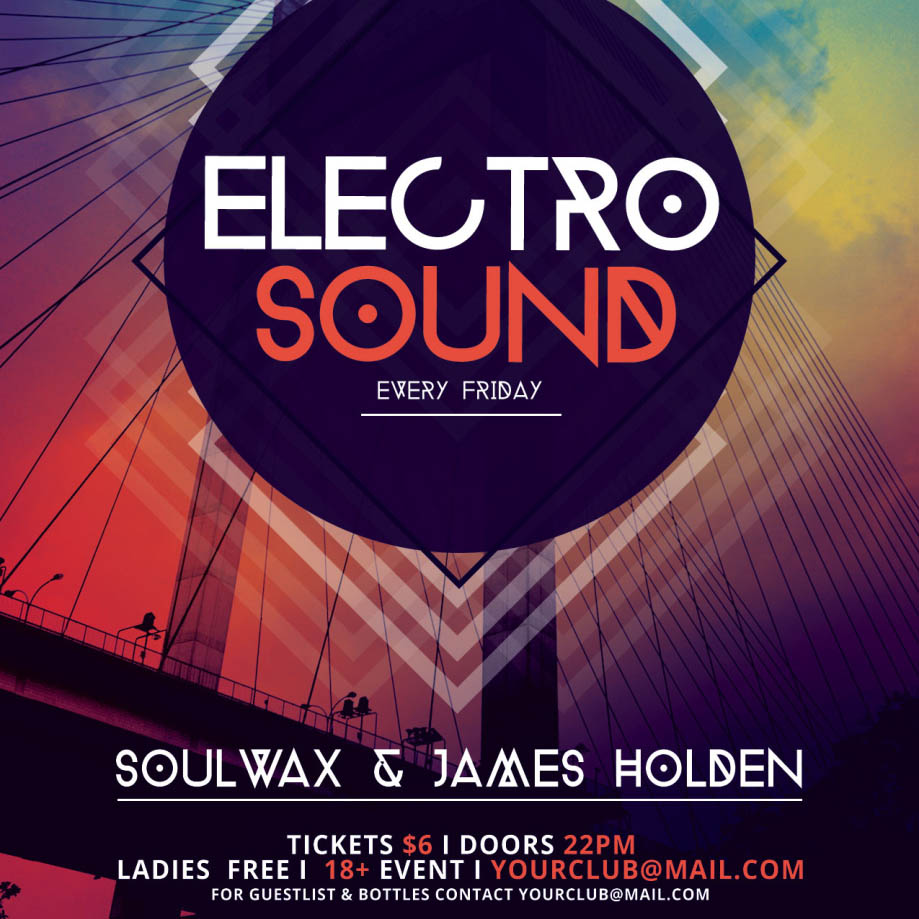 ELECTRO
SOUND
EVERY FRIDAY
SOULWAX & JAMES HOLDEN
TICKETS $6 I DOORS 22PM
LADIES FREE I 18+ EVENT I YOURCLUB@MAIL.COM
FOR GUESTLIST & BOTTLES CONTACT YOURCLUB@MAIL.COM